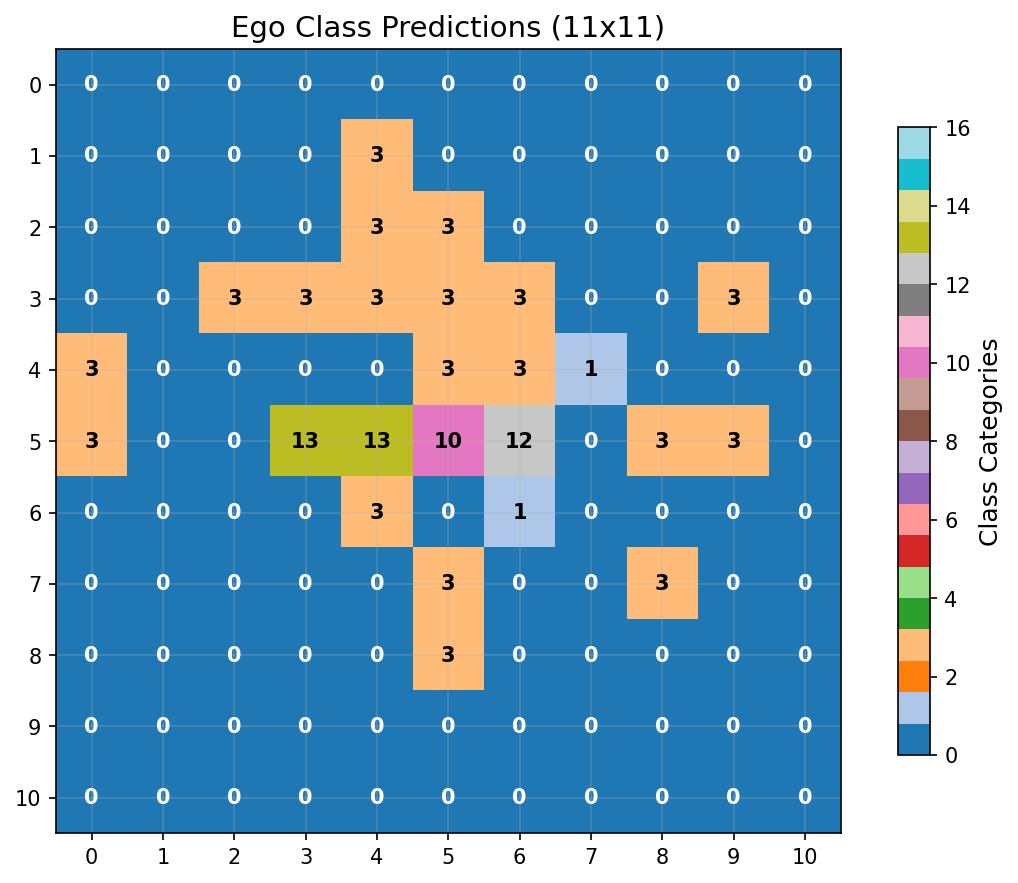 Ego Class Predictions (11x11)
0 0 0 0 0 0 0 0 0 0 0 0
1 0 0 0 0 3 0 0 0 0 0 0
2 0 0 0 0 3 3 0 0 0 0 0
3 0 0 3 3 3 3 3 0 0 3 0
4 3 0 0 0 0 3 3 1 0 0 0
5 3 0 0 13 13 10 12 0 3 3 0
6 0 0 0 0 3 0 1 0 0 0 0
7 0 0 0 0 0 3 0 0 3 0 0
8 0 0 0 0 0 3 0 0 0 0 0
9 0 0 0 0 0 0 0 0 0 0 0
10 0 0 0 0 0 0 0 0 0 0 0
0 1 2 3 4 5 6 7 8 9 10
16
14
12
10
8
6
4
2
0
Class Categories